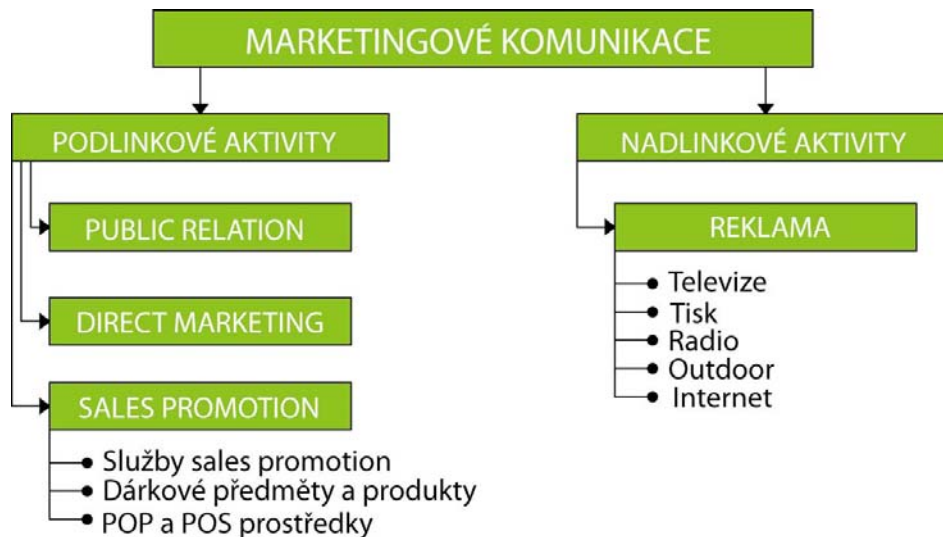 MARKETINGOVÉ KOMUNIKACE
PODLINKOVÉ AKTIVITY
PUBLIC RELATION
DIRECT MARKETING
SALES PROMOTION
Služby sales promotion
Dárkové předměty a produkty
POP a POS prostředky
NADLINKOVÉ AKTIVITY
REKLAMA
Televize
Tisk
Radio
Outdoor
Internet